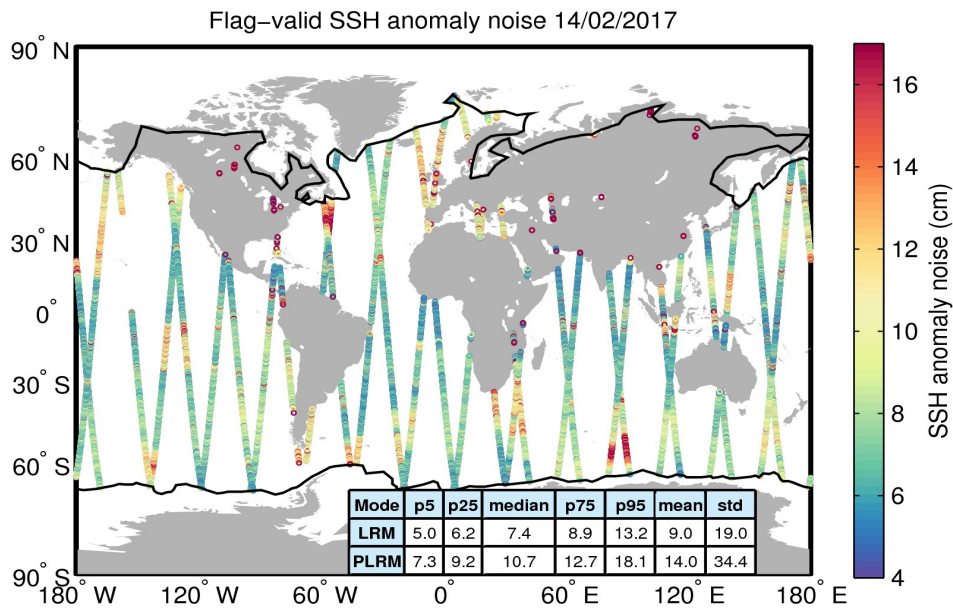 Flag−valid SSH anomaly noise 14/02/2017
90° N
60° N
30° N
0°
30° S
60° S
90° S
180° W
120° W
60° W
0°
60° E
120° E
180° E
Mode p5 p25 median p75 p95 mean std
LRM 5.0 6.2 7.4 8.9 13.2 9.0 19.0
PLRM 7.3 9.2 10.7 12.7 18.1 14.0 34.4
16
14
12
10
8
6
4
SSH anomaly noise (cm)